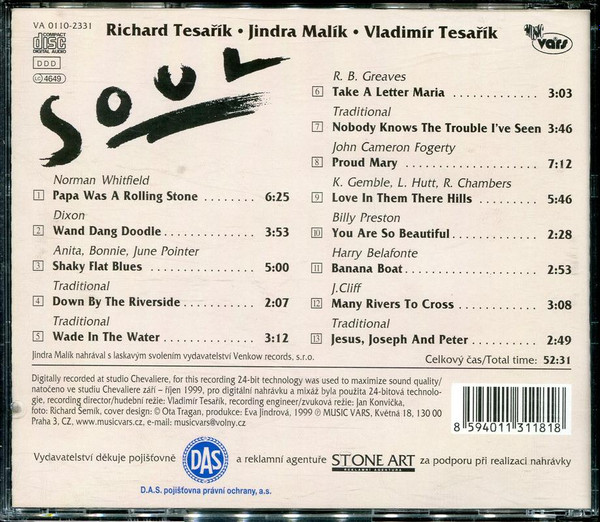 VA 0110-2331
COMPACT
disc
DIGITAL AUDIO
DDD
LC 4649
Richard Tesařík • Jindra Malík • Vladimír Tesařík
MUSIC
vars
SOUL
Norman Whitfield
1 Papa Was A Rolling Stone ........ 6:25
Dixon
2 Wand Dang Doodle ........ 3:53
Anita, Bonnie, June Pointer
3 Shaky Flat Blues ........ 5:00
Traditional
4 Down By The Riverside ........ 2:07
Traditional
5 Wade In The Water ........ 3:12
R. B. Greaves
6 Take A Letter Maria ........ 3:03
Traditional
7 Nobody Knows The Trouble I've Seen 3:46
John Cameron Fogerty
8 Proud Mary ........ 7:12
K. Gemble, L. Hutt, R. Chambers
9 Love In Them There Hills ........ 5:46
Billy Preston
10 You Are So Beautiful ........ 2:28
Harry Belafonte
11 Banana Boat ........ 2:53
J.Cliff
12 Many Rivers To Cross ........ 3:08
Traditional
13 Jesus, Joseph And Peter ........ 2:49
Jindra Malík nahrával s laskavým svolením vydavatelství Venkow records, s.r.o.
Celkový čas/Total time: 52:31
Digitally recorded at studio Chevaliere, for this recording 24-bit technology was used to maximize sound quality/
natočeno ve studiu Chevaliere září – říjen 1999, pro digitální nahrávku a mixáž byla použita 24-bitová technolo-
gie, recording director/hudební režie: Vladimír Tesařík, recording engineer/zvuková režie: Jan Konvička,
foto: Richard Šemík, cover design: © Ota Tragan, produkce: Eva Jindrová, 1999 ℗ MUSIC VARS, Květná 18, 130 00
Praha 3, CZ, www.musicvars.cz, e-mail: musicvars@volny.cz
8 594011 311818
Vydavatelství děkuje pojišťovně
DAS
a reklamní agentuře
STONE ART
REKLAMNÍ AGENTURA
za podporu při realizaci nahrávky
D.A.S. pojišťovna právní ochrany, a.s.